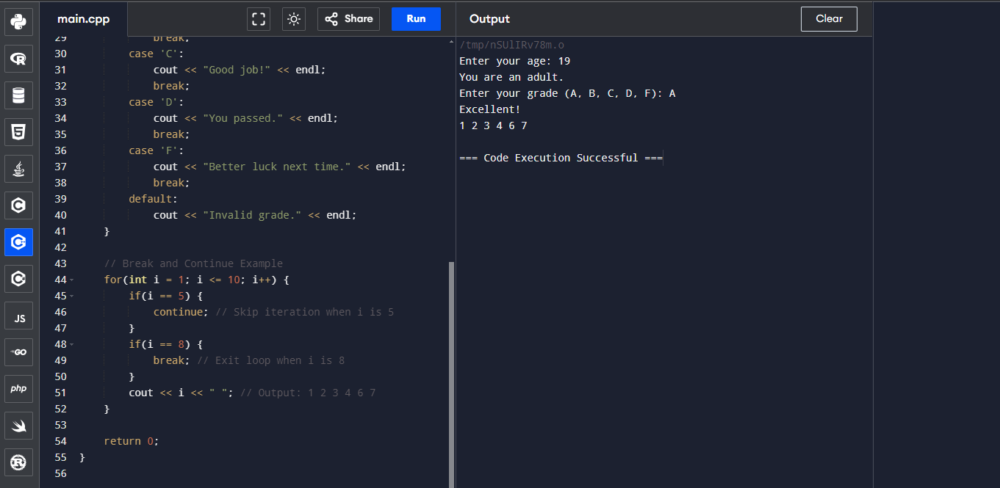 main.cpp
Share
Run
Output
Clear
29 break;
30 case 'C':
31 cout << "Good job!" << endl;
32 break;
33 case 'D':
34 cout << "You passed." << endl;
35 break;
36 case 'F':
37 cout << "Better luck next time." << endl;
38 break;
39 default:
40 cout << "Invalid grade." << endl;
41 }
42
43 // Break and Continue Example
44 for(int i = 1; i <= 10; i++) {
45 if(i == 5) {
46 continue; // Skip iteration when i is 5
47 }
48 if(i == 8) {
49 break; // Exit loop when i is 8
50 }
51 cout << i << " "; // Output: 1 2 3 4 6 7
52 }
53
54 return 0;
55 }
56
/tmp/nSUlIRv78m.o
Enter your age: 19
You are an adult.
Enter your grade (A, B, C, D, F): A
Excellent!
1 2 3 4 6 7
=== Code Execution Successful ===
R
5
C
C+
C
JS
GO
php
R